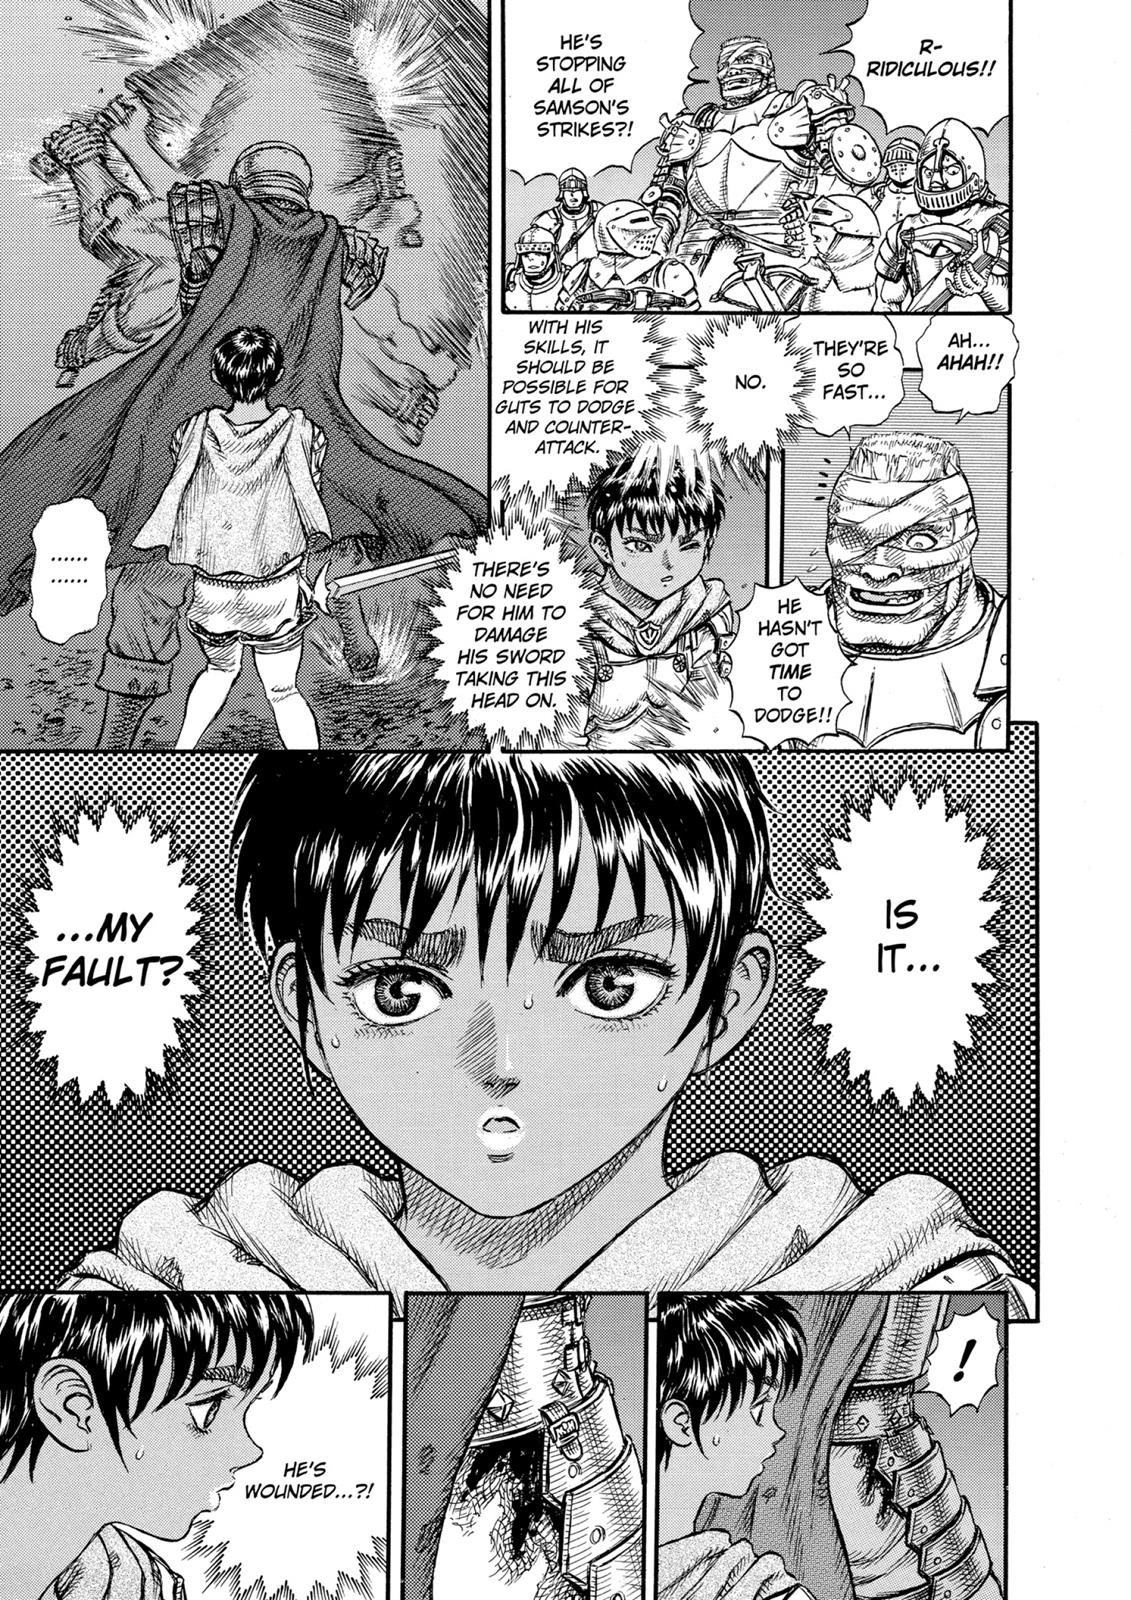 R-
RIDICULOUS!!
HE'S
STOPPING
ALL OF
SAMSON'S
STRIKES?!
AH...
AHAH!!
THEY'RE
SO
FAST...
HE
HASN'T
GOT
TIME
TO
DODGE!!
NO.
WITH HIS
SKILLS, IT
SHOULD BE
POSSIBLE FOR
GUTS TO DODGE
AND COUNTER-
ATTACK.
THERE'S
NO NEED
FOR HIM TO
DAMAGE
HIS SWORD
TAKING THIS
HEAD ON.
......
......
IS
IT...
...MY
FAULT?
!
HE'S
WOUNDED...?!